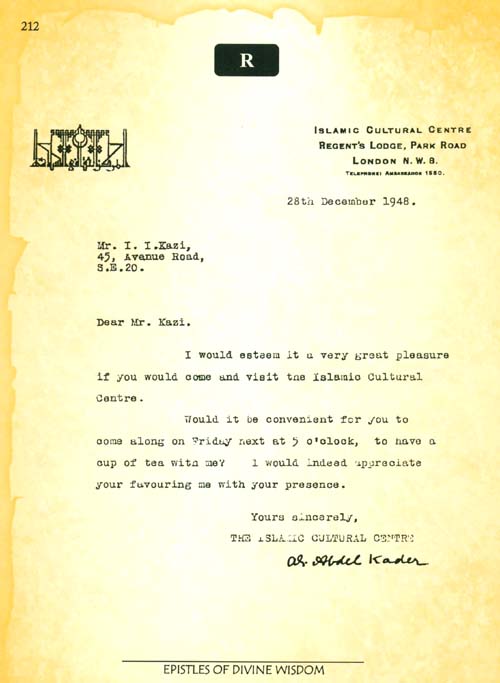 212
R
ISLAMIC CULTURAL CENTRE
REGENT'S LODGE, PARK ROAD
LONDON N.W.8.
TELEPHONE: AMBASSADOR 1580.
28th December 1948.
Mr. I. I.Kazi,
45, Avenue Road,
S.E.20.
Dear Mr. Kazi.
I would esteem it a very great pleasure
if you would come and visit the Islamic Cultural
Centre.
Would it be convenient for you to
come along on Friday next at 5 o'clock, to have a
cup of tea with me? I would indeed appreciate
your favouring me with your presence.
Yours sincerely,
THE ISLAMIC CULTURAL CENTRE
Abdel Kader
EPISTLES OF DIVINE WISDOM